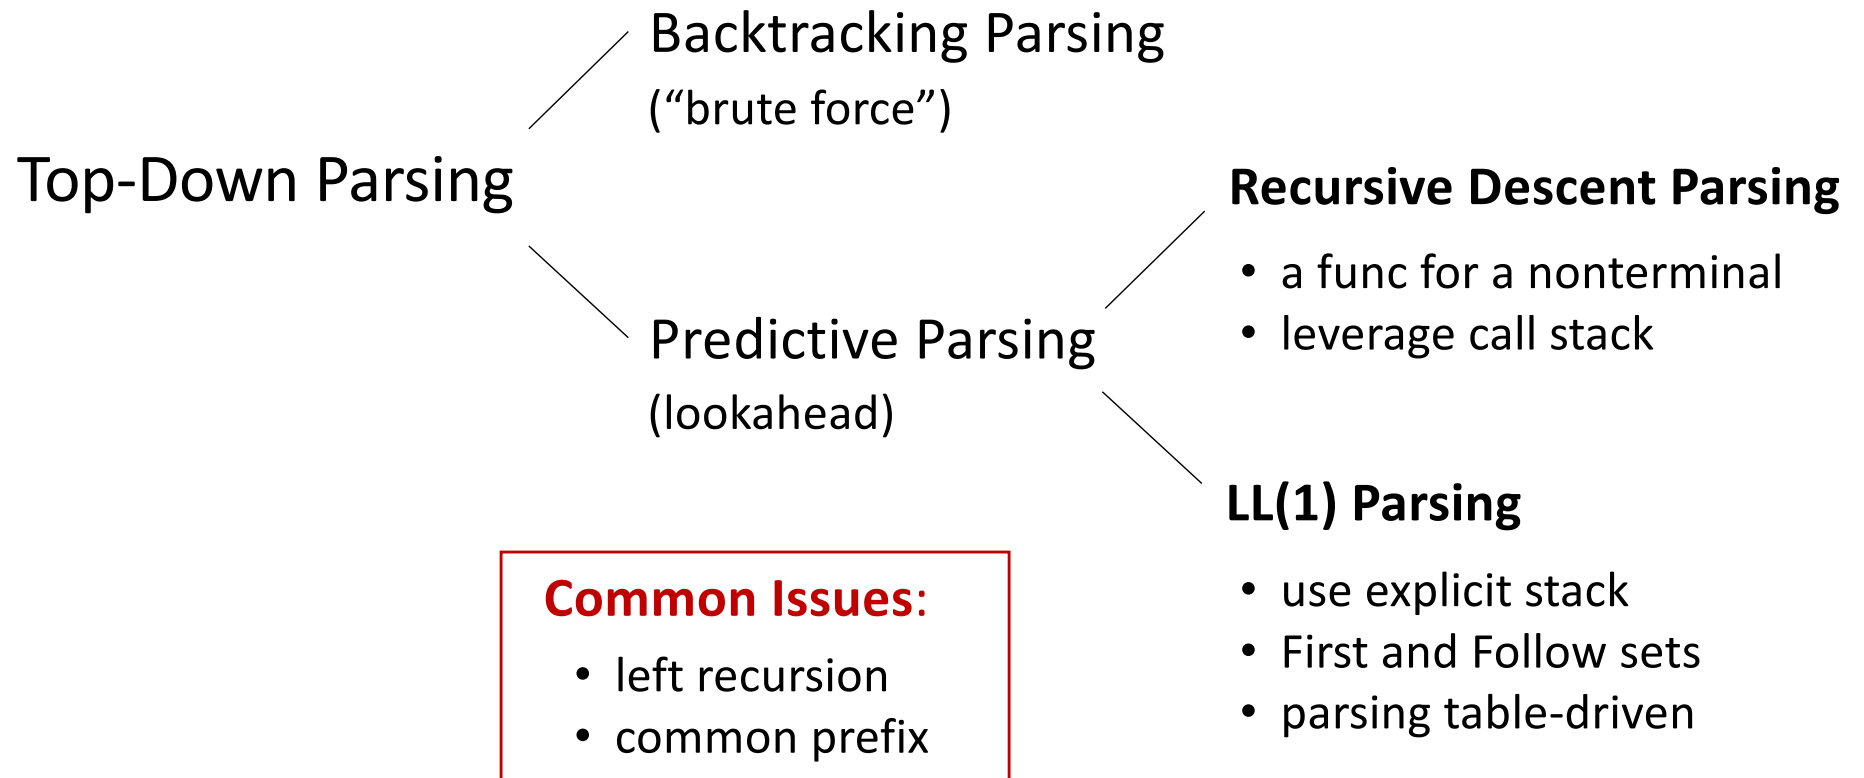 Backtracking Parsing
(“brute force”)
Top-Down Parsing
Recursive Descent Parsing
• a func for a nonterminal
• leverage call stack
Predictive Parsing
(lookahead)
LL(1) Parsing
• use explicit stack
• First and Follow sets
• parsing table-driven
Common Issues:
• left recursion
• common prefix